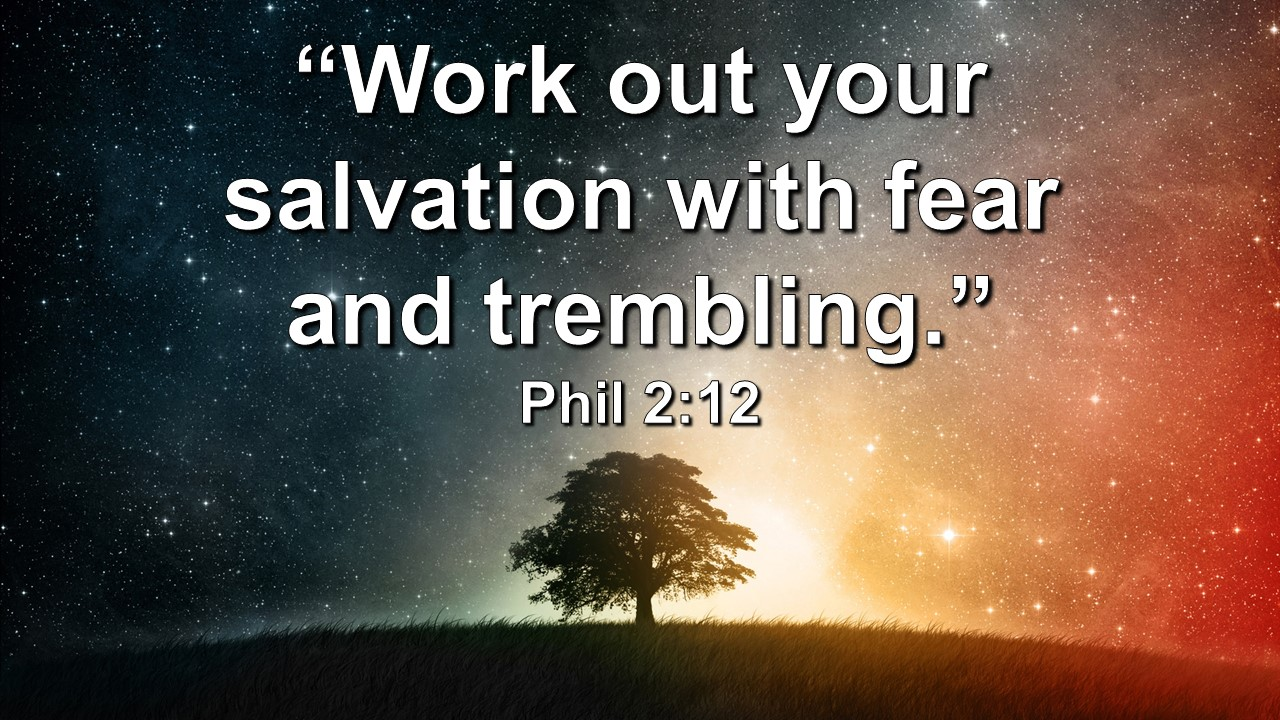 “Work out your
salvation with fear
and trembling.”
Phil 2:12